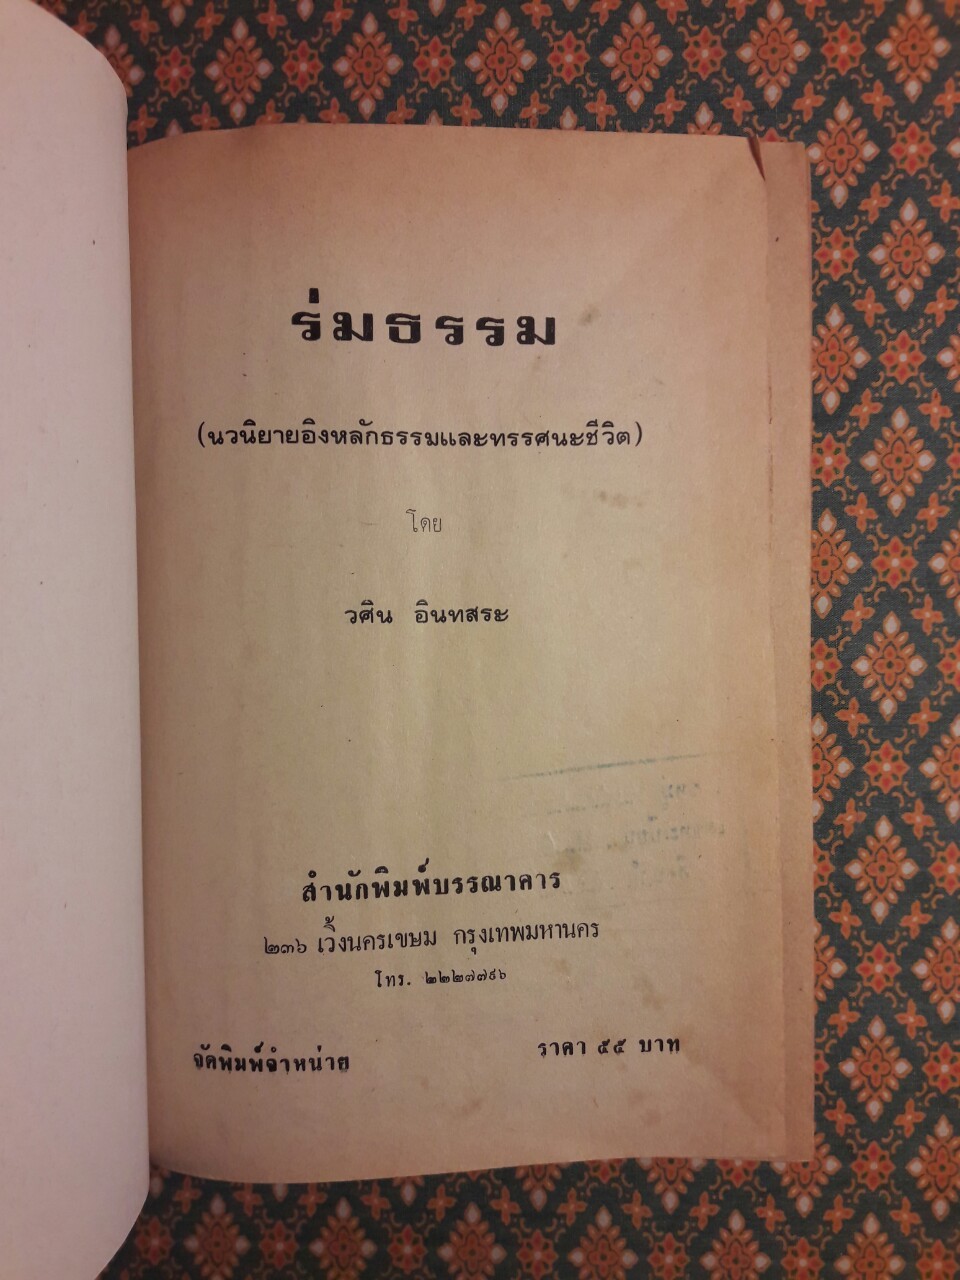 ร่มธรรม
(นวนิยายอิงหลักธรรมและทรรศนะชีวิต)
โดย
วศิน อินทสระ
สำนักพิมพ์บรรณาคาร
๒๓๖ เวิ้งนครเขษม กรุงเทพมหานคร
โทร. ๒๒๒๗๗๙๖
จัดพิมพ์จำหน่าย
ราคา ๕๕ บาท